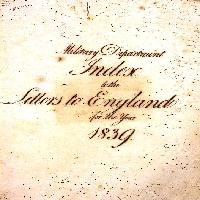 Military Department
Index
to the
Letters to England
for the Year
1839